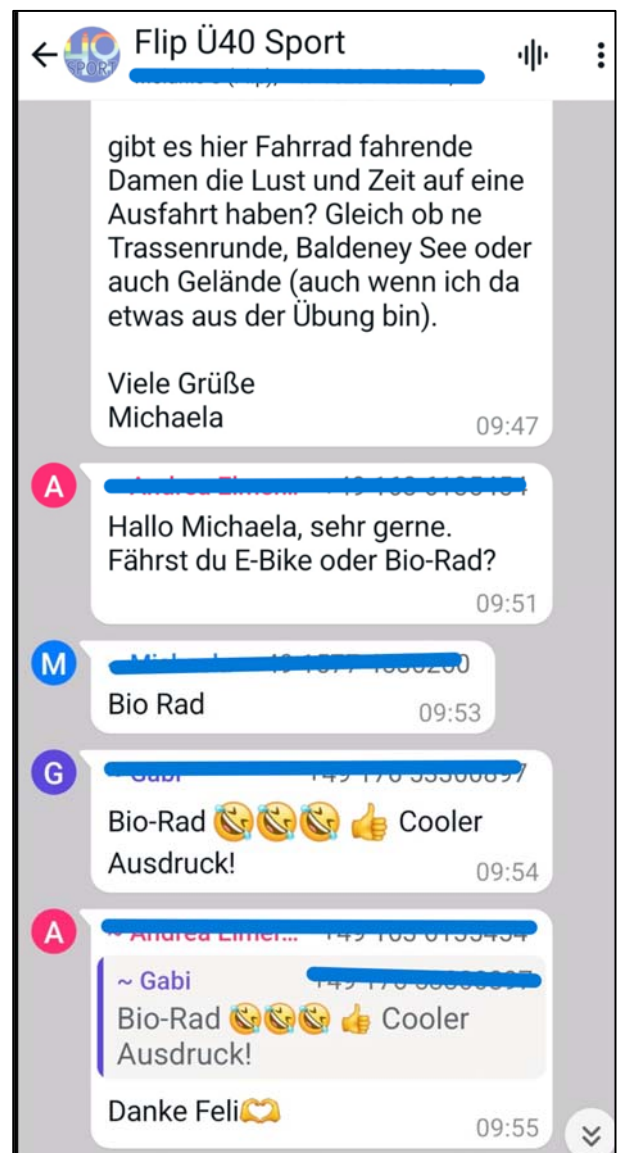 Flip Ü40 Sport
40
SPORT
gibt es hier Fahrrad fahrende
Damen die Lust und Zeit auf eine
Ausfahrt haben? Gleich ob ne
Trassenrunde, Baldeney See oder
auch Gelände (auch wenn ich da
etwas aus der Übung bin).
Viele Grüße
Michaela
09:47
A
Hallo Michaela, sehr gerne.
Fährst du E-Bike oder Bio-Rad?
09:51
M
Bio Rad
09:53
G
Bio-Rad 🤣🤣🤣 👍 Cooler
Ausdruck!
09:54
A
~ Gabi
Bio-Rad 🤣🤣🤣 👍 Cooler
Ausdruck!
Danke Feli🫶
09:55